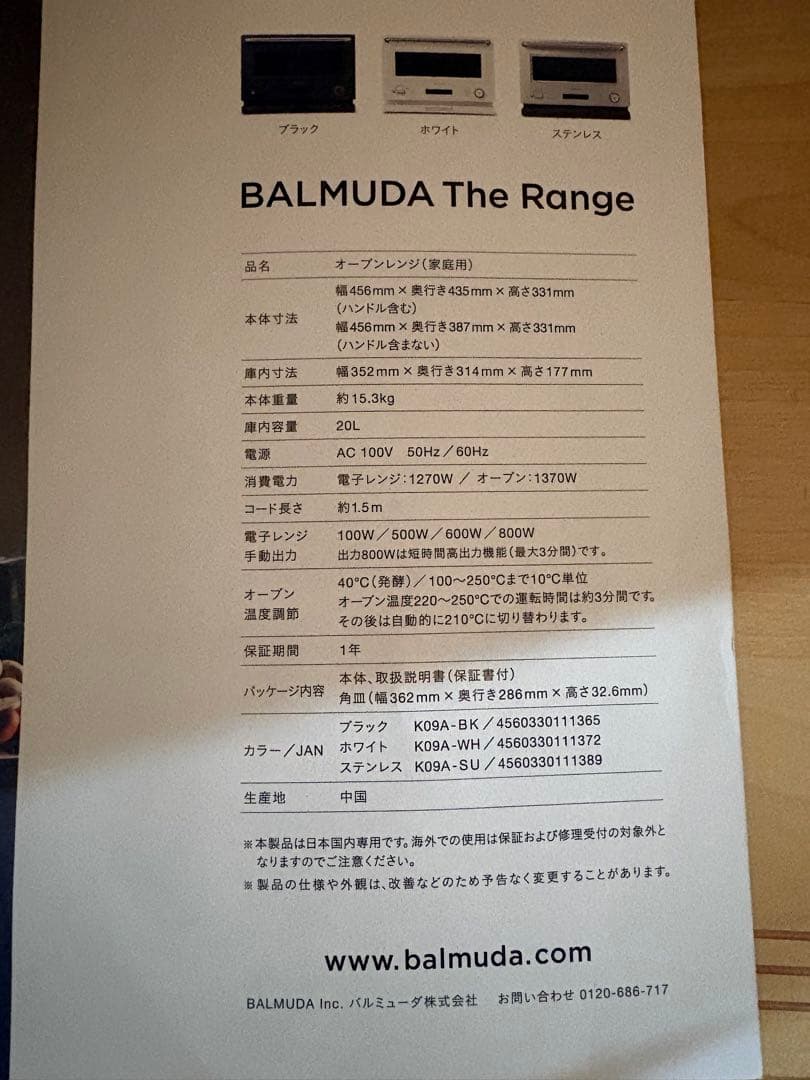 ブラック
ホワイト
ステンレス
BALMUDA The Range
品名 オーブンレンジ（家庭用）
本体寸法 幅456mm×奥行き435mm×高さ331mm
（ハンドル含む）
幅456mm×奥行き387mm×高さ331mm
（ハンドル含まない）
庫内寸法 幅352mm×奥行き314mm×高さ177mm
本体重量 約15.3kg
庫内容量 20L
電源 AC 100V 50Hz／60Hz
消費電力 電子レンジ：1270W ／ オーブン：1370W
コード長さ 約1.5m
電子レンジ 100W／500W／600W／800W
手動出力 出力800Wは短時間高出力機能（最大3分間）です。
オーブン 40℃（発酵）／100〜250℃まで10℃単位
温度調節 オーブン温度220〜250℃での運転時間は約3分間です。
その後は自動的に210℃に切り替わります。
保証期間 1年
パッケージ内容 本体、取扱説明書（保証書付）
角皿（幅362mm×奥行き286mm×高さ32.6mm）
カラー／JAN ブラック K09A-BK／4560330111365
ホワイト K09A-WH／4560330111372
ステンレス K09A-SU／4560330111389
生産地 中国
※本製品は日本国内専用です。海外での使用は保証および修理受付の対象外と
なりますのでご注意ください。
※製品の仕様や外観は、改善などのため予告なく変更することがあります。
www.balmuda.com
BALMUDA Inc. バルミューダ株式会社 お問い合わせ 0120-686-717